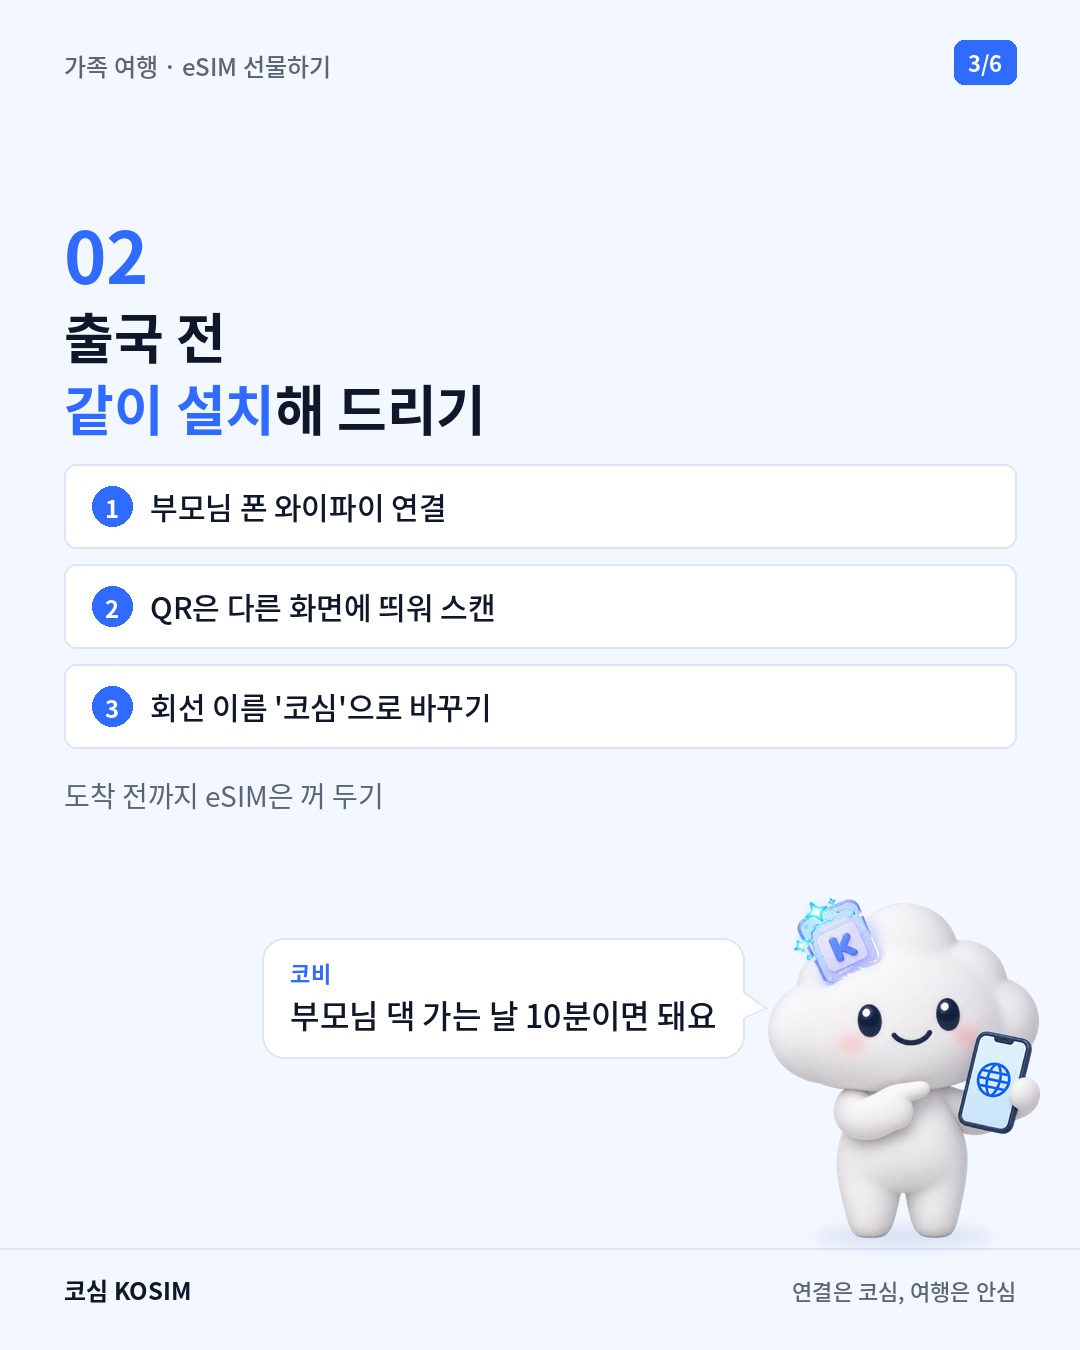 가족 여행 · eSIM 선물하기
3/6
02
출국 전
같이 설치해 드리기
1 부모님 폰 와이파이 연결
2 QR은 다른 화면에 띄워 스캔
3 회선 이름 '코심'으로 바꾸기
도착 전까지 eSIM은 꺼 두기
K
코비
부모님 댁 가는 날 10분이면 돼요
코심 KOSIM
연결은 코심, 여행은 안심